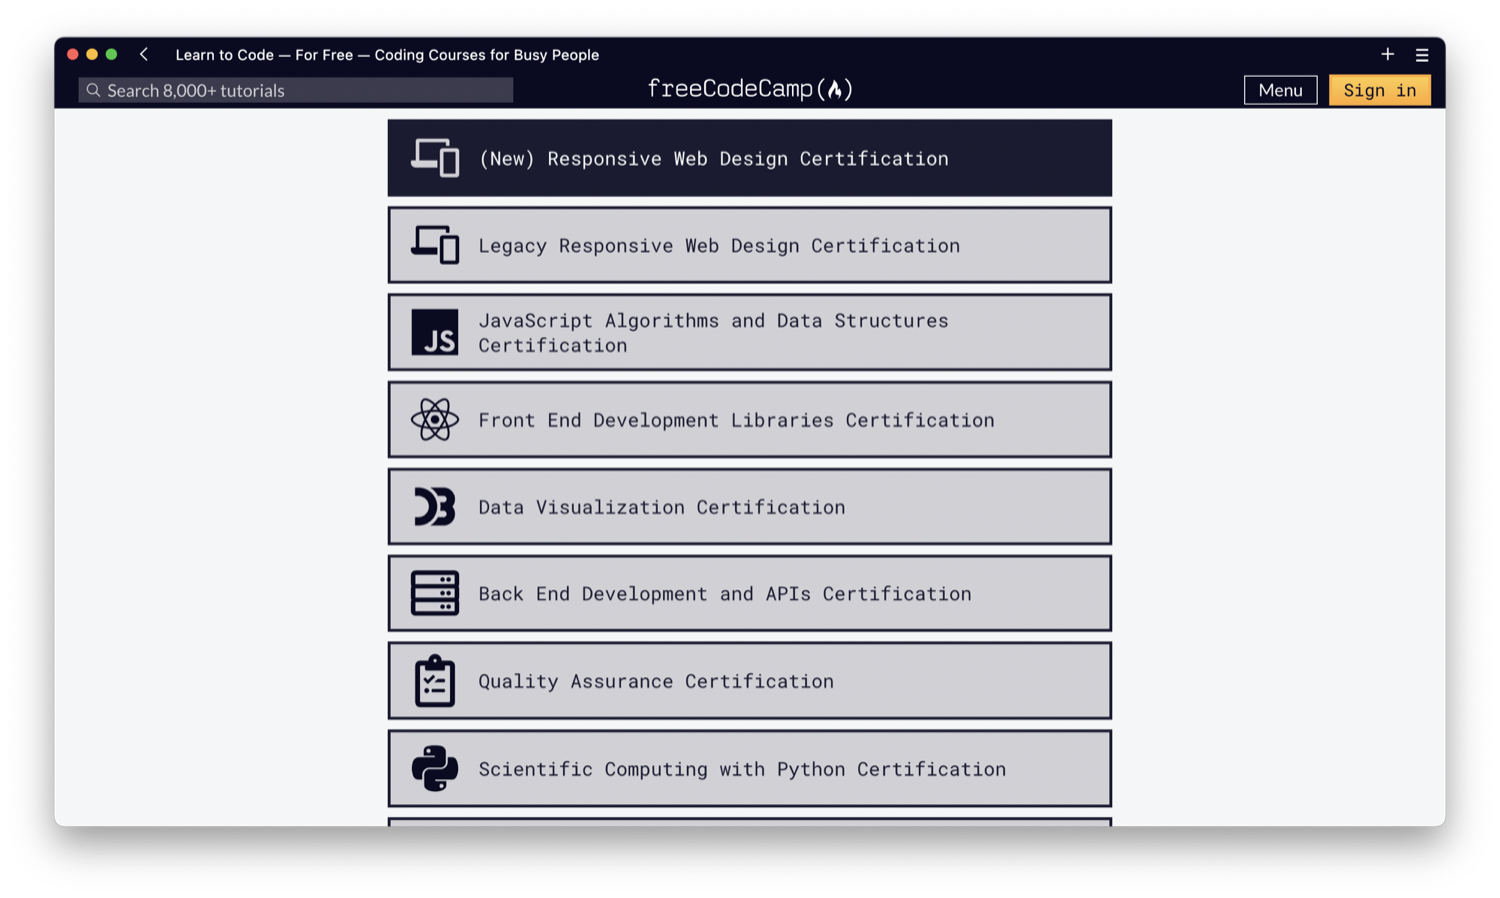 Learn to Code — For Free — Coding Courses for Busy People
Search 8,000+ tutorials
freeCodeCamp
Menu
Sign in
(New) Responsive Web Design Certification
Legacy Responsive Web Design Certification
JS
JavaScript Algorithms and Data Structures
Certification
Front End Development Libraries Certification
D3
Data Visualization Certification
Back End Development and APIs Certification
Quality Assurance Certification
Scientific Computing with Python Certification